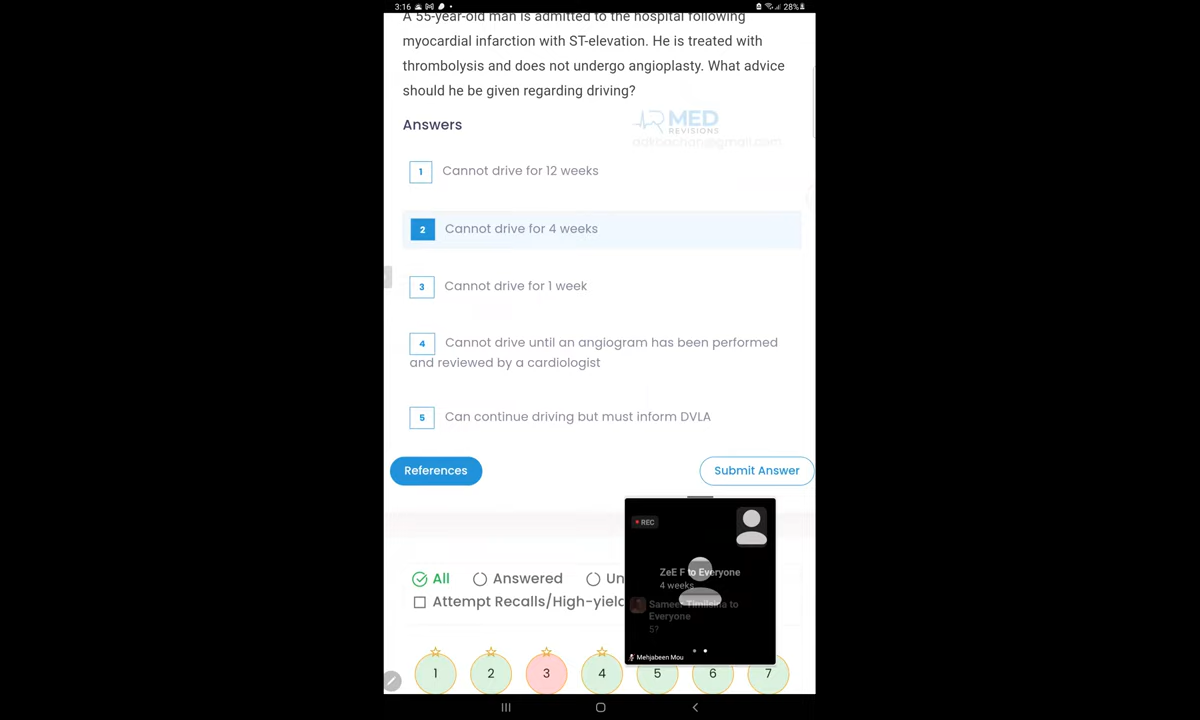 3:16
28%
A 55-year-old man is admitted to the hospital following
myocardial infarction with ST-elevation. He is treated with
thrombolysis and does not undergo angioplasty. What advice
should he be given regarding driving?
MED
REVISIONS
Answers
1 Cannot drive for 12 weeks
2 Cannot drive for 4 weeks
3 Cannot drive for 1 week
4 Cannot drive until an angiogram has been performed
and reviewed by a cardiologist
5 Can continue driving but must inform DVLA
References
Submit Answer
REC
ZeE F to Everyone
4 weeks
Sameer Timilsina to
Everyone
5?
Mehjabeen Mou
All Answered Un
Attempt Recalls/High-yield
1 2 3 4 5 6 7